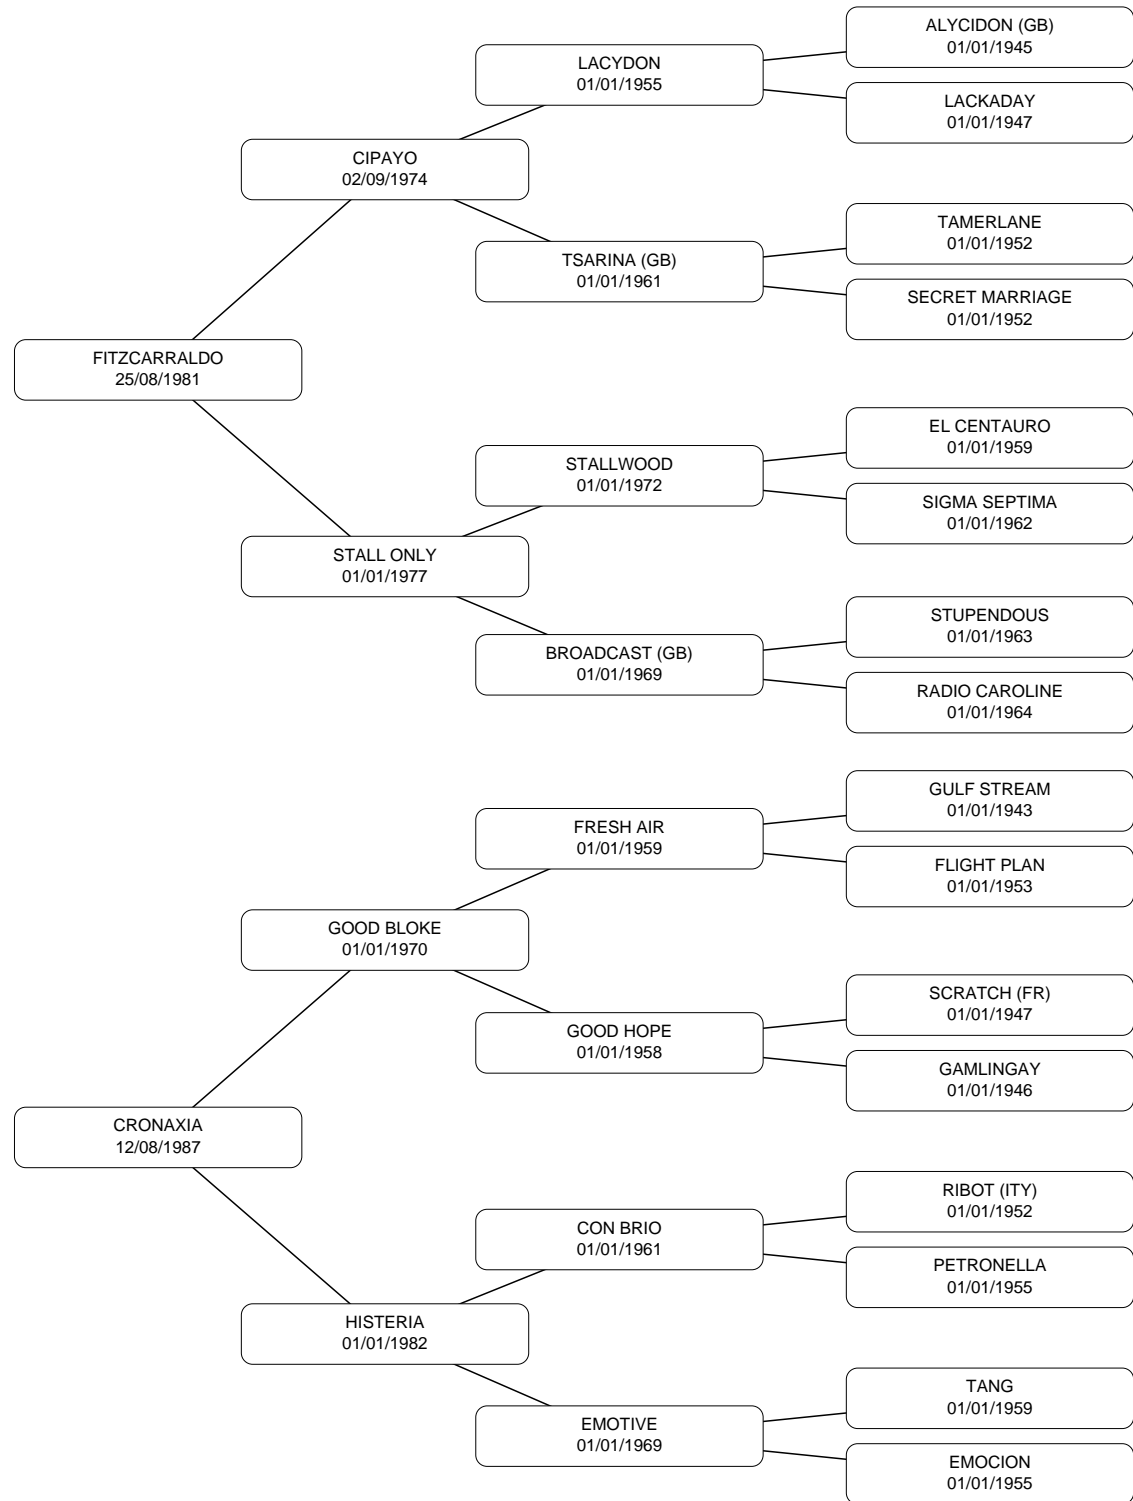 ALYCIDON (GB)
01/01/1945
LACYDON
01/01/1955
LACKADAY
01/01/1947
CIPAYO
02/09/1974
TAMERLANE
01/01/1952
TSARINA (GB)
01/01/1961
SECRET MARRIAGE
01/01/1952
FITZCARRALDO
25/08/1981
EL CENTAURO
01/01/1959
STALLWOOD
01/01/1972
SIGMA SEPTIMA
01/01/1962
STALL ONLY
01/01/1977
STUPENDOUS
01/01/1963
BROADCAST (GB)
01/01/1969
RADIO CAROLINE
01/01/1964
GULF STREAM
01/01/1943
FRESH AIR
01/01/1959
FLIGHT PLAN
01/01/1953
GOOD BLOKE
01/01/1970
SCRATCH (FR)
01/01/1947
GOOD HOPE
01/01/1958
GAMLINGAY
01/01/1946
CRONAXIA
12/08/1987
RIBOT (ITY)
01/01/1952
CON BRIO
01/01/1961
PETRONELLA
01/01/1955
HISTERIA
01/01/1982
TANG
01/01/1959
EMOTIVE
01/01/1969
EMOCION
01/01/1955